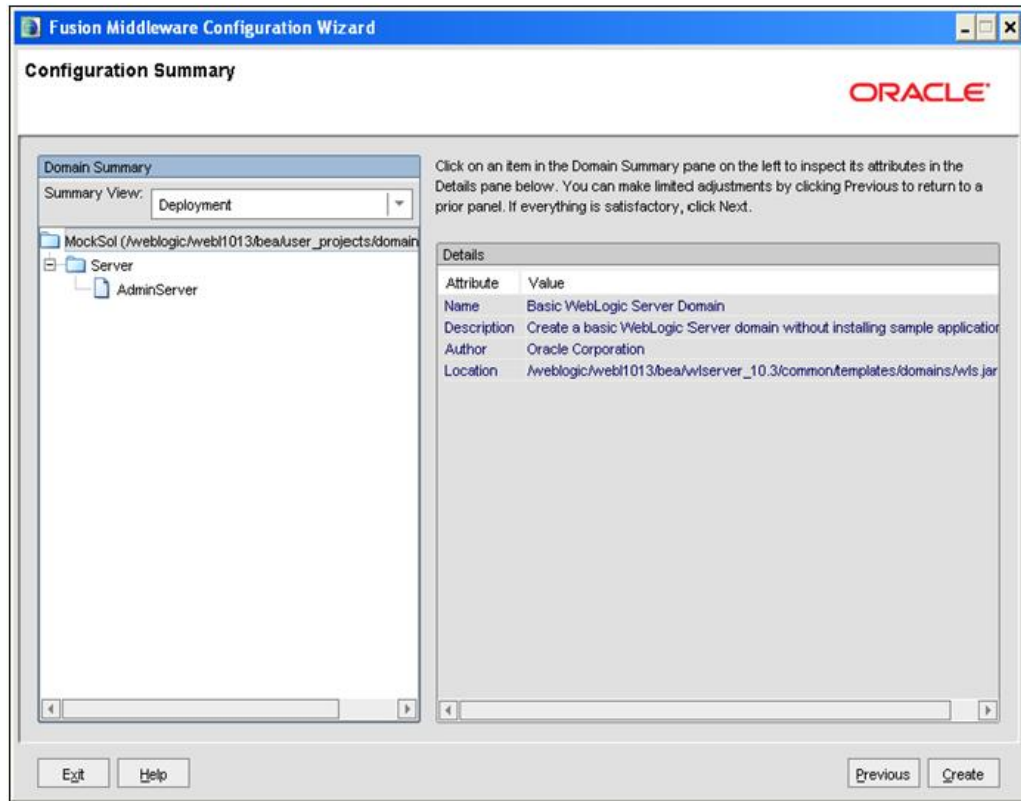 Fusion Middleware Configuration Wizard
Configuration Summary
ORACLE
Domain Summary
Summary View:
Deployment
MockSol (/weblogic/webl1013/bea/user_projects/domain
Server
AdminServer
Click on an item in the Domain Summary pane on the left to inspect its attributes in the
Details pane below. You can make limited adjustments by clicking Previous to return to a
prior panel. If everything is satisfactory, click Next.
Details
Attribute Value
Name Basic WebLogic Server Domain
Description Create a basic WebLogic Server domain without installing sample application
Author Oracle Corporation
Location /weblogic/webl1013/bea/wlserver_10.3/common/templates/domains/wls.jar
Exit Help Previous Create